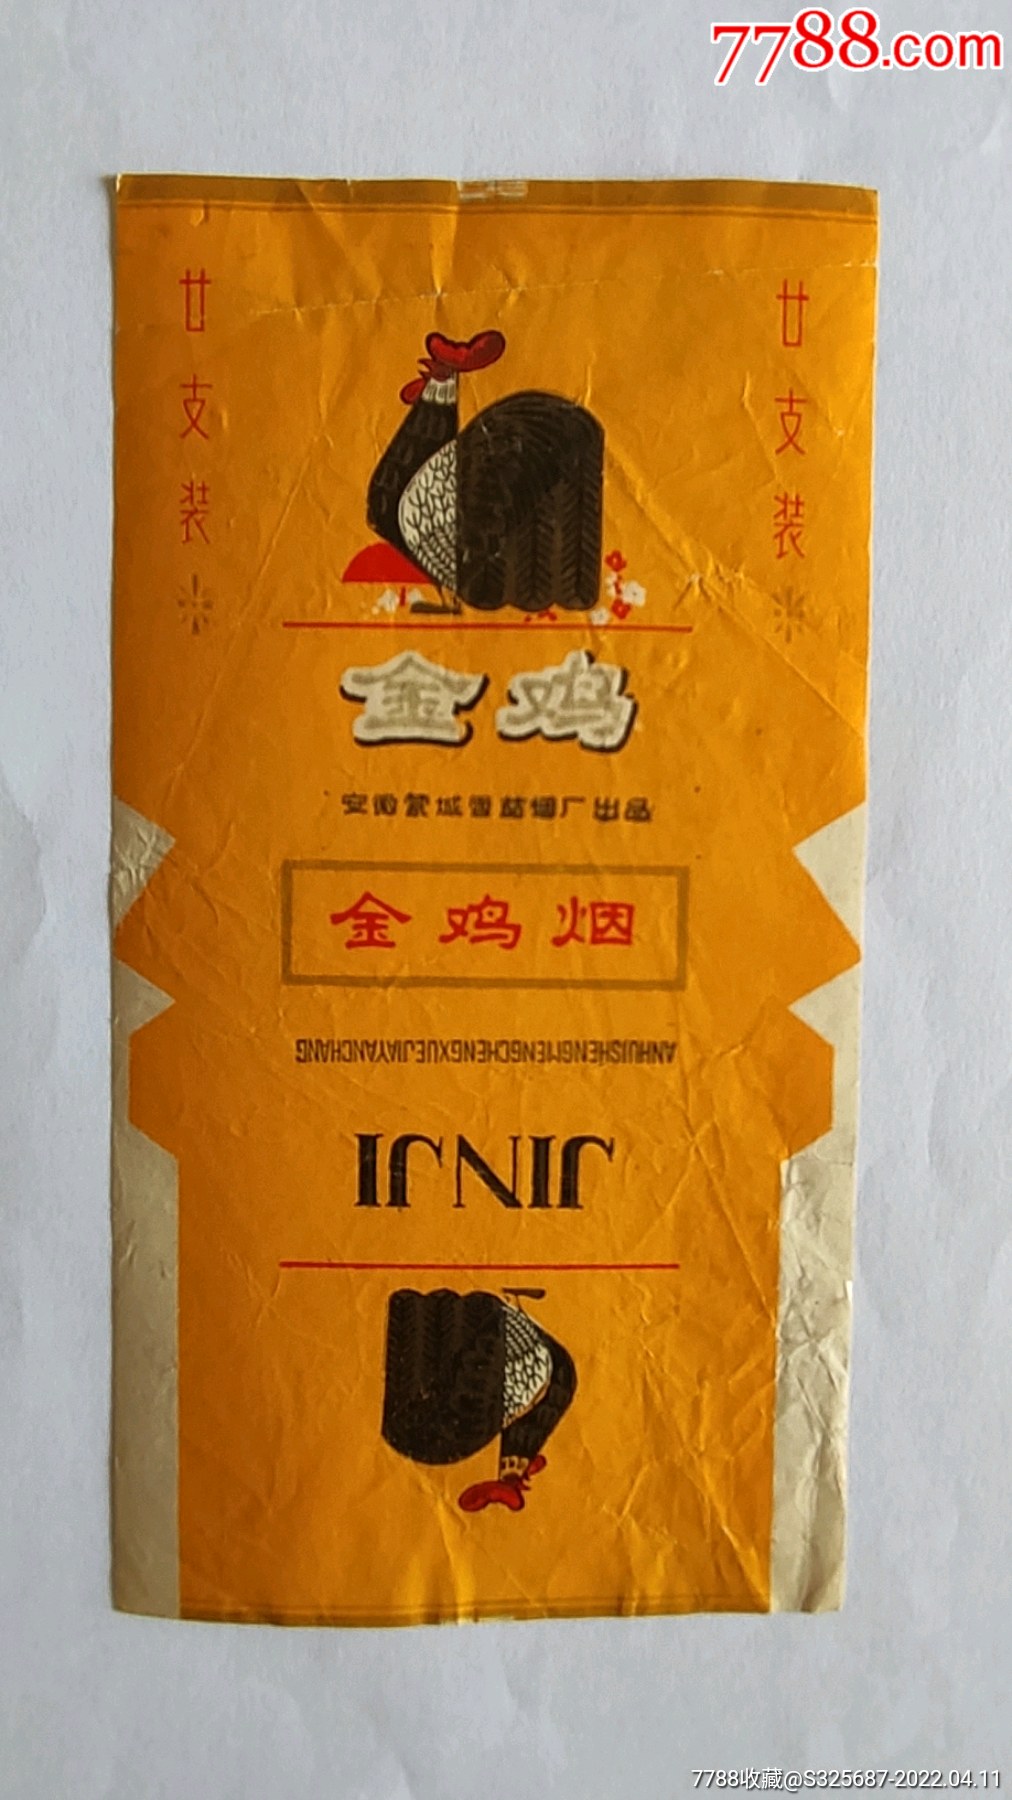 7788.com
廿支装
廿支装
金鸡
安徽蒙城雪茄烟厂出品
金鸡烟
ANHUISHENGMENGCHENGXUEJIAYANCHANG
JINJI
7788收藏@S325687-2022.04.11